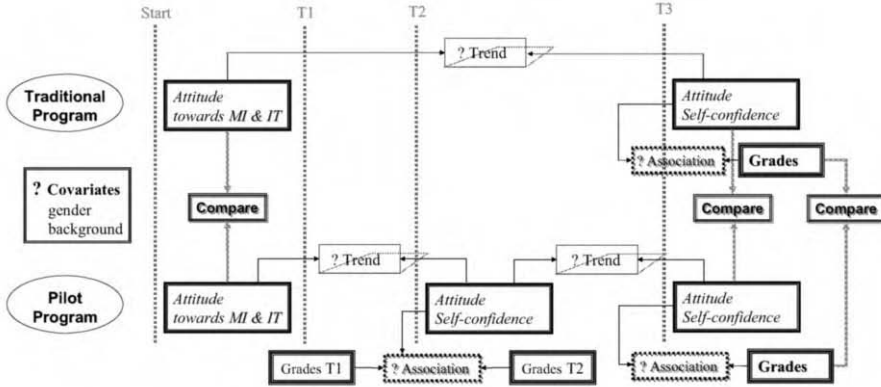 Start
T1
T2
T3
? Trend
Traditional
Program
Attitude
towards MI & IT
Attitude
Self-confidence
? Association
Grades
? Covariates
gender
background
Compare
Compare
Compare
? Trend
? Trend
Pilot
Program
Attitude
towards MI & IT
Attitude
Self-confidence
Attitude
Self-confidence
Grades T1
? Association
Grades T2
? Association
Grades